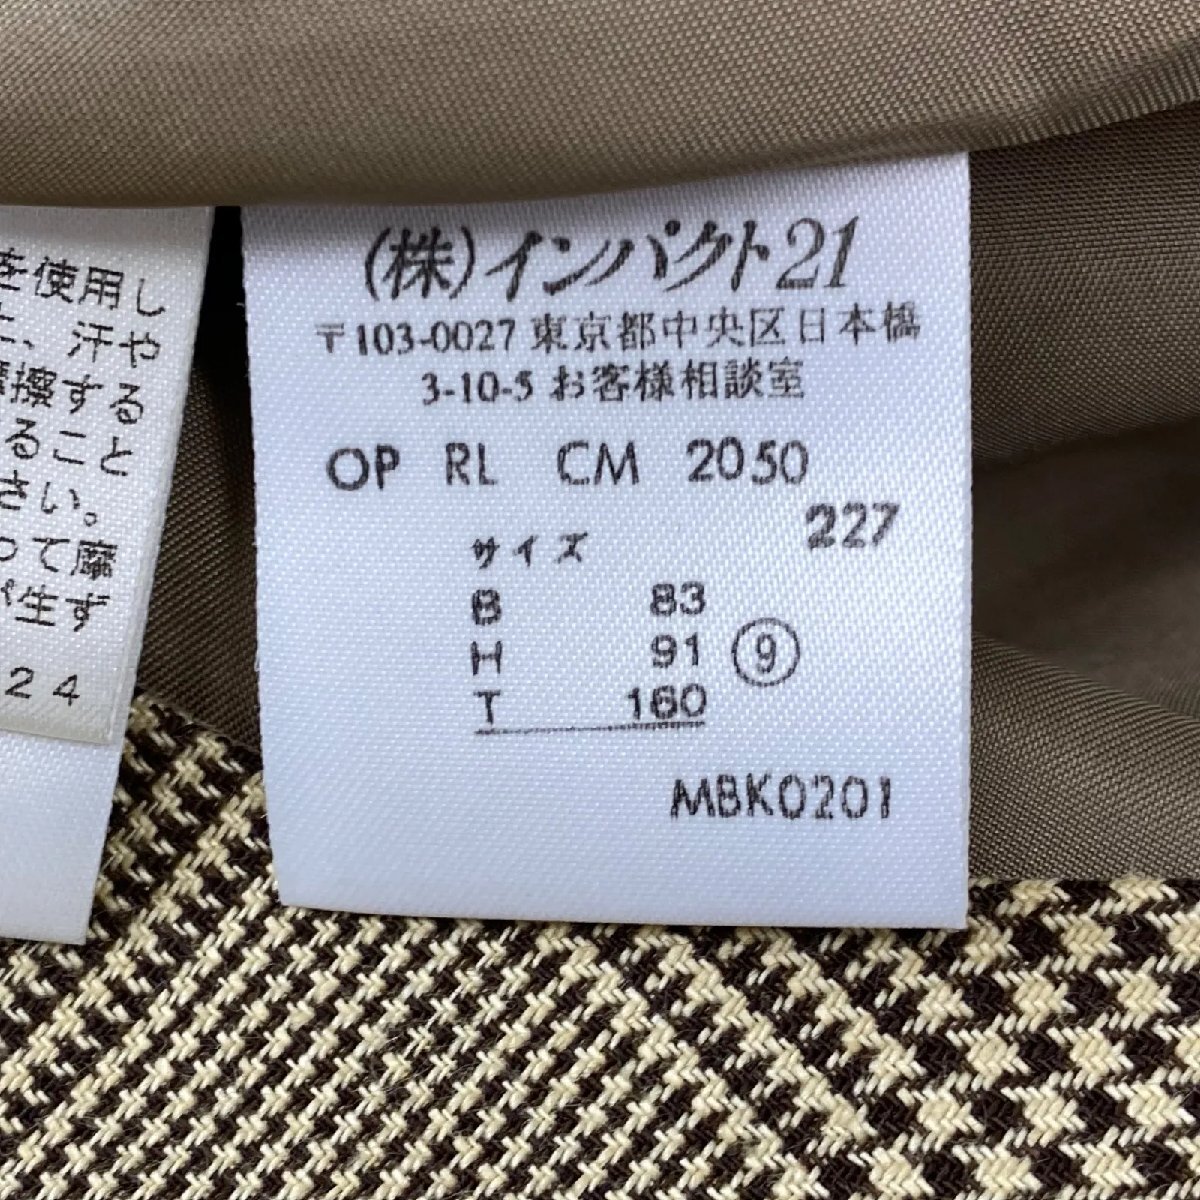 を使用し
、汗や
擦する
ること
さい。
って摩
生ず
24
(株)インパクト21
〒103-0027 東京都中央区日本橋
3-10-5 お客様相談室
OP RL CM 2050
227
サイズ
B 83
H 91 ⑨
T 160
MBK0201